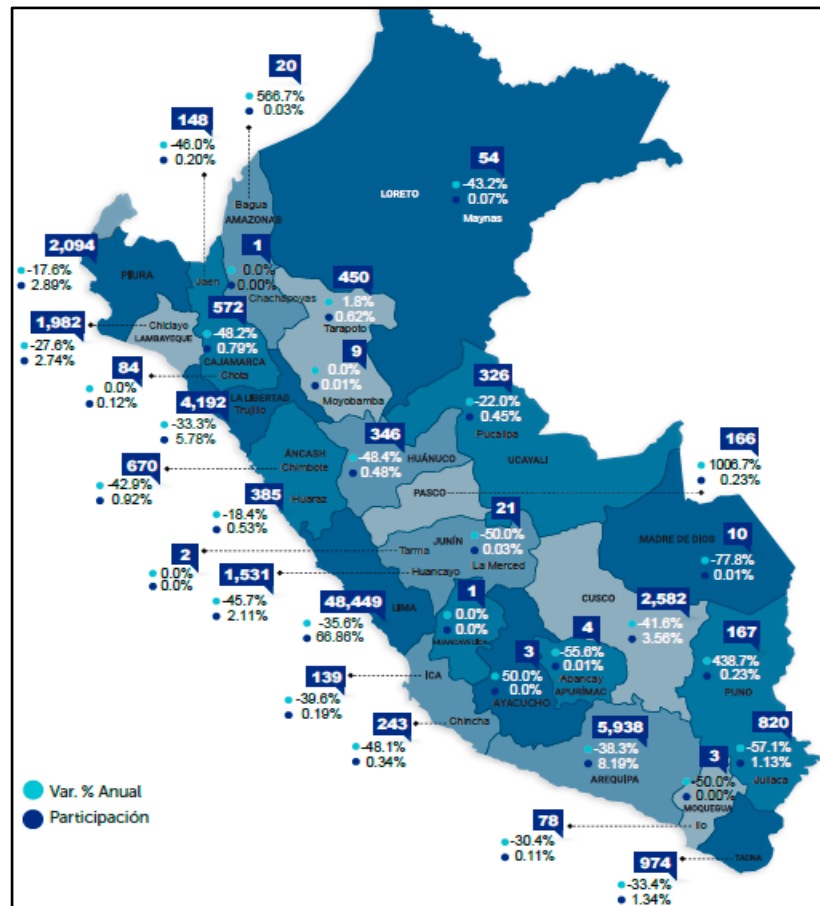 20
566.7%
0.03%
148
-46.0%
0.20%
54
-43.2%
0.07%
LORETO
Maynas
Bagua
AMAZONAS
2,094
-17.6%
2.89%
PIURA
Jaen
1
0.0%
0.00%
Chachapoyas
450
1.8%
0.62%
Tarapoto
1,982
-27.6%
2.74%
Chiclayo
LAMBAYEQUE
572
-48.2%
0.79%
CAJAMARCA
Chota
9
0.0%
0.01%
Moyobamba
84
0.0%
0.12%
326
-22.0%
0.45%
Pucallpa
UCAYALI
4,192
-33.3%
5.78%
LA LIBERTAD
Trujillo
346
-48.4%
0.48%
HUÁNUCO
166
1006.7%
0.23%
670
-42.9%
0.92%
ÁNCASH
Chimbote
Huaraz
PASCO
385
-18.4%
0.53%
21
-50.0%
0.03%
JUNÍN
La Merced
10
-77.8%
0.01%
MADRE DE DIOS
2
0.0%
0.0%
Tarma
Huancayo
1,531
-45.7%
2.11%
48,449
-35.6%
66.86%
LIMA
1
0.0%
0.0%
HUANCAVELICA
CUSCO
2,582
-41.6%
3.56%
4
-55.6%
0.01%
Abancay
APURÍMAC
3
50.0%
0.0%
AYACUCHO
167
438.7%
0.23%
PUNO
139
-39.6%
0.19%
ICA
243
-48.1%
0.34%
Chincha
5,938
-38.3%
8.19%
AREQUIPA
820
-57.1%
1.13%
Juliaca
3
-50.0%
0.00%
MOQUEGUA
Ilo
Var. % Anual
Participación
78
-30.4%
0.11%
974
-33.4%
1.34%
TACNA